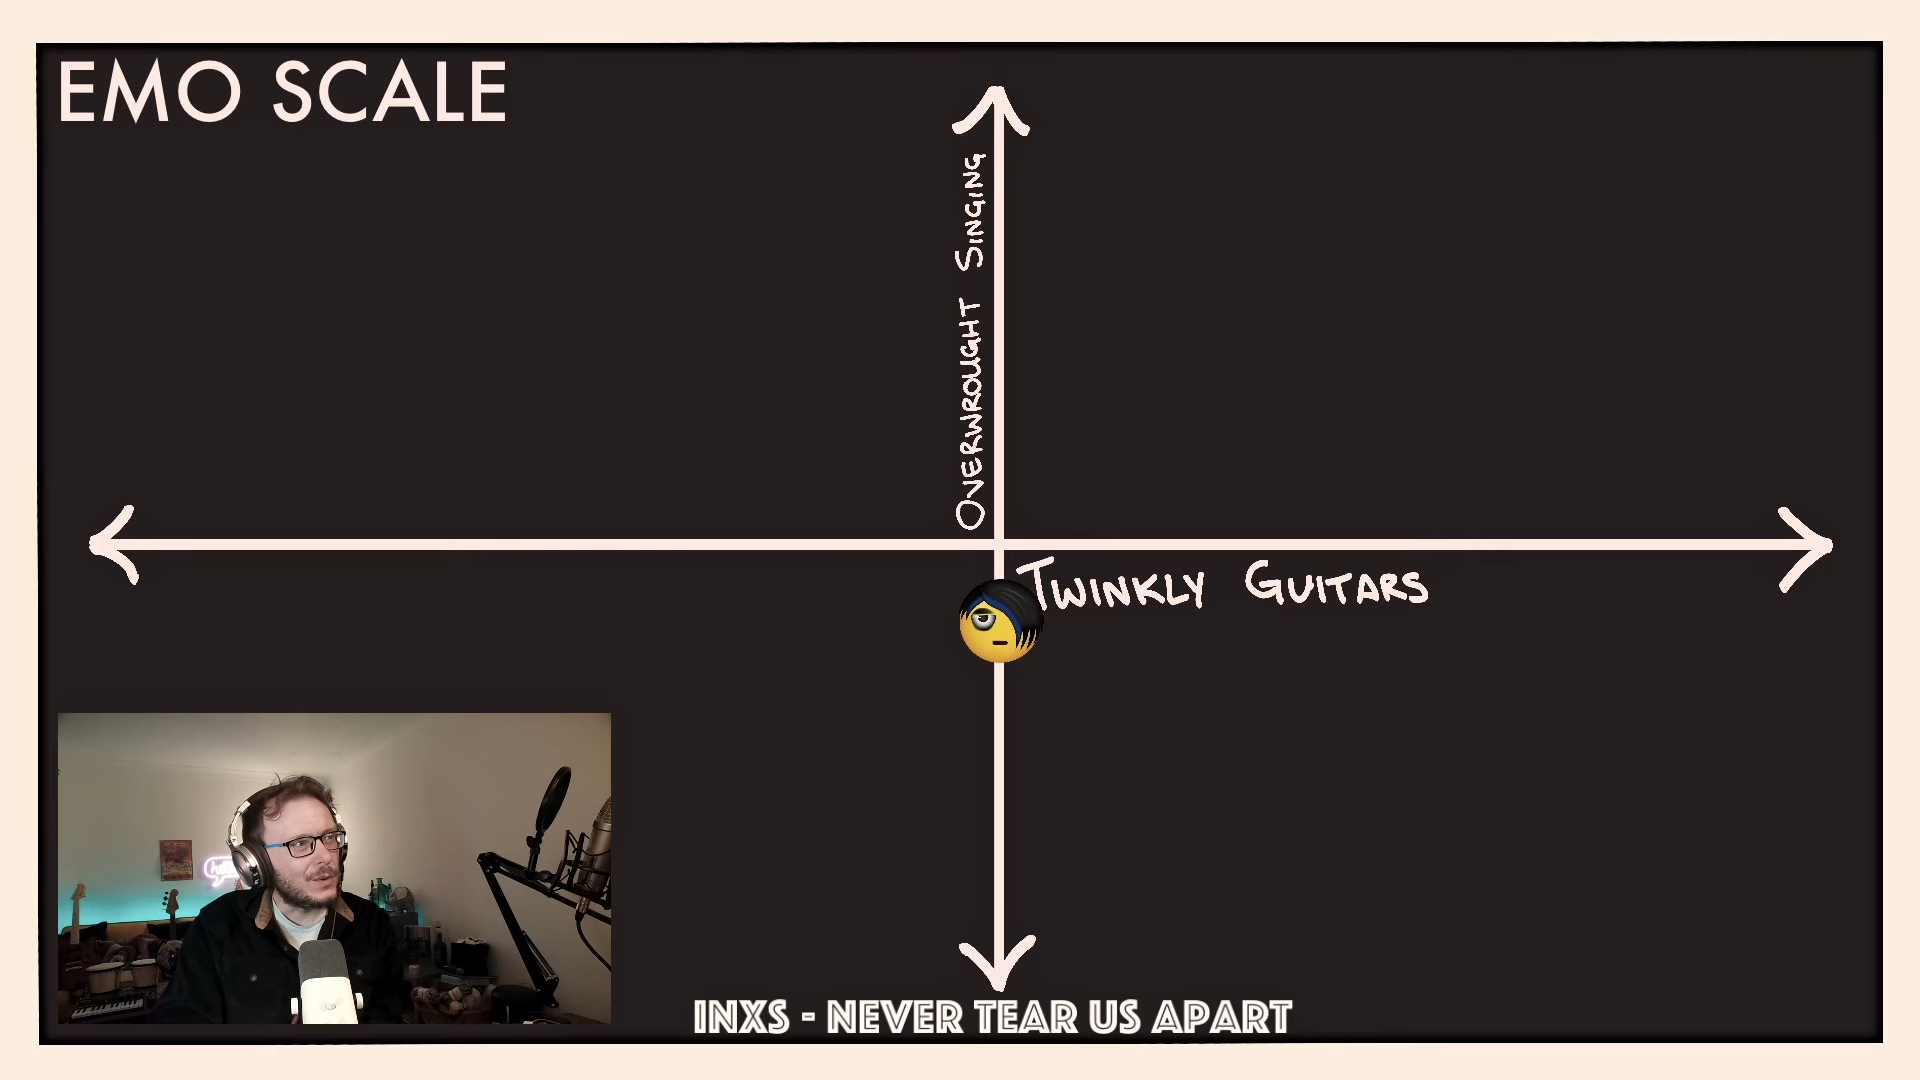 EMO SCALE
OVERWROUGHT SINGING
TWINKLY GUITARS
INXS - NEVER TEAR US APART